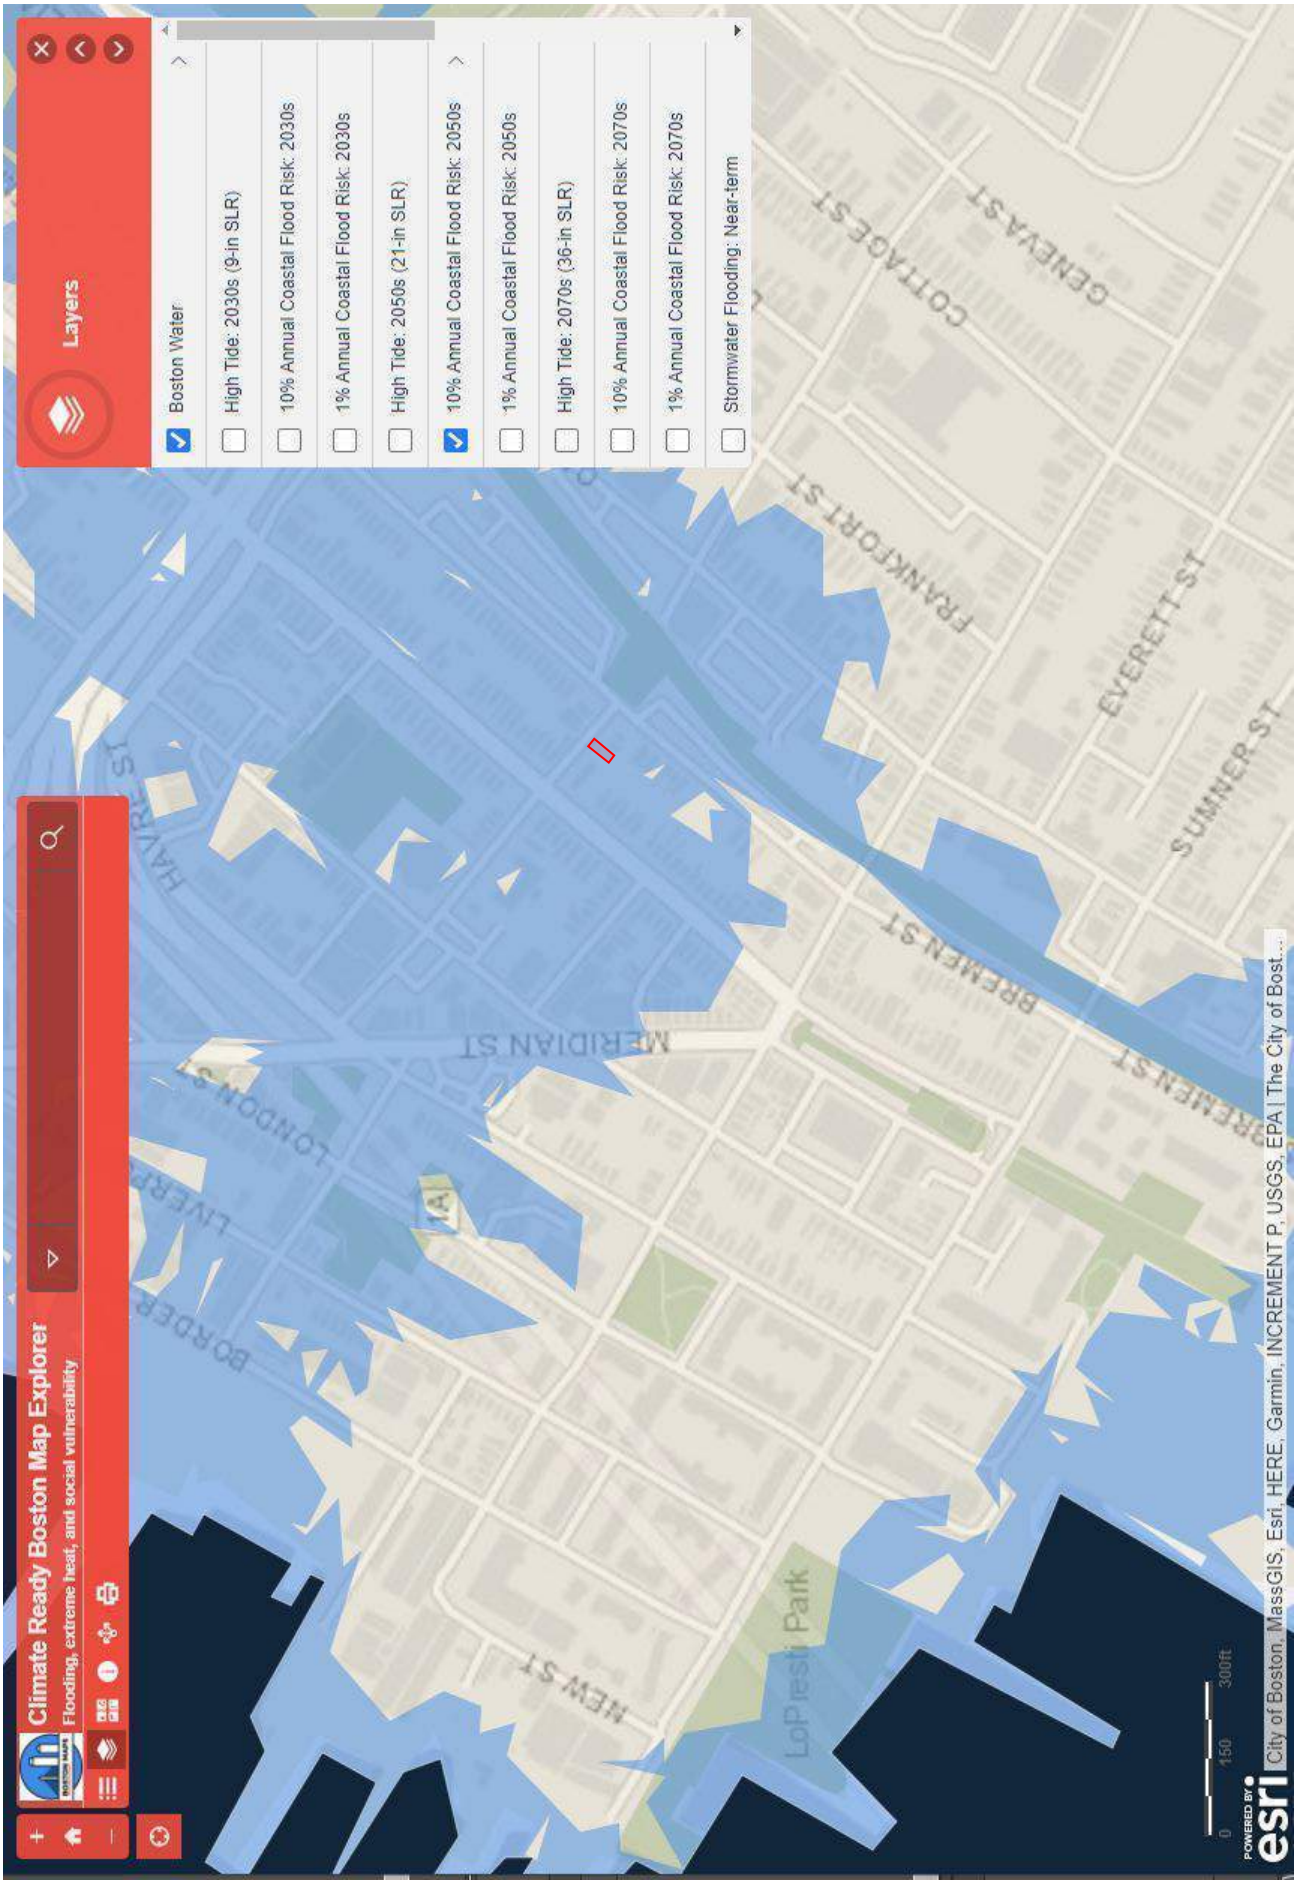 Climate Ready Boston Map Explorer
Flooding, extreme heat, and social vulnerability
BOSTON MAPS
Layers
Boston Water
High Tide: 2030s (9-in SLR)
10% Annual Coastal Flood Risk: 2030s
1% Annual Coastal Flood Risk: 2030s
High Tide: 2050s (21-in SLR)
10% Annual Coastal Flood Risk: 2050s
1% Annual Coastal Flood Risk: 2050s
High Tide: 2070s (36-in SLR)
10% Annual Coastal Flood Risk: 2070s
1% Annual Coastal Flood Risk: 2070s
Stormwater Flooding: Near-term
HAVRE ST
LONDON ST
LIVERP
BORDER
MERIDIAN ST
1A
COTTAGE ST
GENEVA ST
FRANKFORT ST
EVERETT ST
SUMNER ST
BREMEN ST
BREMEN ST
NEW ST
LoPresti Park
0 150 300ft
POWERED BY
esri
City of Boston, MassGIS, Esri, HERE, Garmin, INCREMENT P, USGS, EPA | The City of Bost...